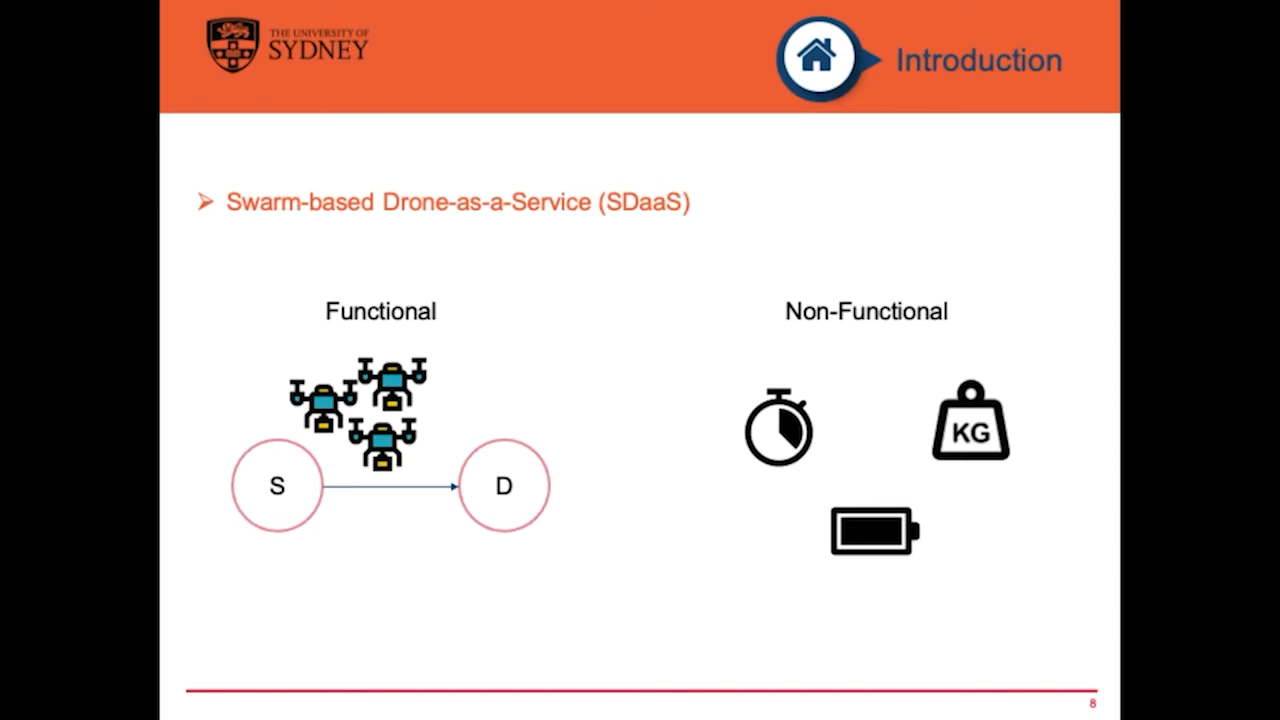 THE UNIVERSITY OF
SYDNEY
Introduction
Swarm-based Drone-as-a-Service (SDaaS)
Functional
Non-Functional
KG
S
D
8